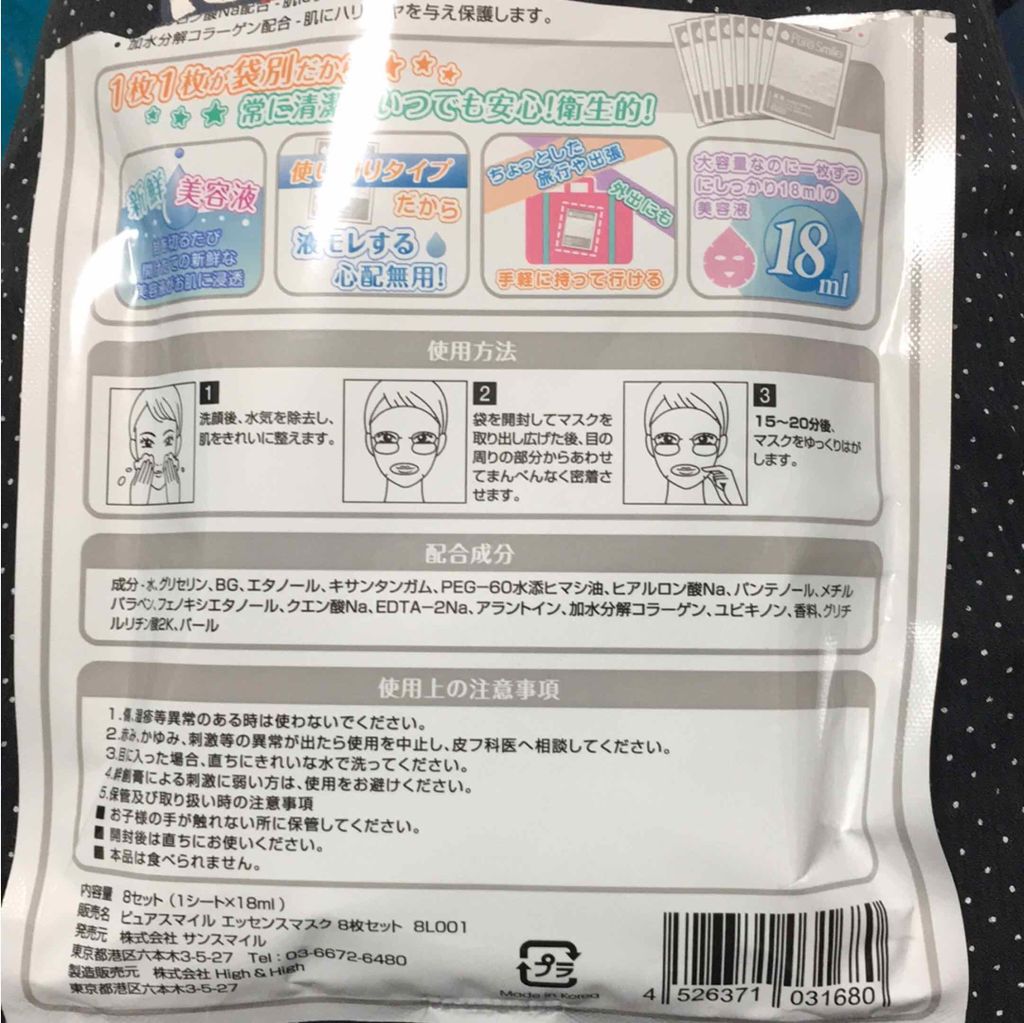 酸Na配合 - 肌に
・加水分解コラーゲン配合 - 肌にハリ ヤを与え保護します。
Pure Smile
1枚1枚が袋別だか
常に清潔 いつでも安心!衛生的!
新鮮美容液
切るたび
の新鮮な
お肌に浸透
使い りタイプ
だから
液モレする
心配無用!
ちょっとした
旅行や出張
外出にも
手軽に持って行ける
大容量なのに一枚ずつ
にしっかり18mlの
美容液
18ml
使用方法
1
洗顔後、水気を除去し、
肌をきれいに整えます。
2
袋を開封してマスクを
取り出し広げた後、目の
周りの部分からあわせ
てまんべんなく密着さ
せます。
3
15～20分後、
マスクをゆっくりはが
します。
配合成分
成分-水、グリセリン、BG、エタノール、キサンタンガム、PEG-60水添ヒマシ油、ヒアルロン酸Na、パンテノール、メチル
パラベン、フェノキシエタノール、クエン酸Na、EDTA-2Na、アラントイン、加水分解コラーゲン、ユビキノン、香料、グリチ
ルリチン酸2K、パール
使用上の注意事項
1.傷、湿疹等異常のある時は使わないでください。
2.赤み、かゆみ、刺激等の異常が出たら使用を中止し、皮フ科医へ相談してください。
3.目に入った場合、直ちにきれいな水で洗ってください。
4.絆創膏による刺激に弱い方は、使用をお避けください。
5.保管及び取り扱い時の注意事項
■お子様の手が触れない所に保管してください。
■開封後は直ちにお使いください。
■本品は食べられません。
内容量 8セット (1シート×18ml)
販売名 ピュアスマイル エッセンスマスク 8枚セット 8L001
発売元 株式会社 サンスマイル
東京都港区六本木3-5-27 Tel：03-6672-6480
製造販売元 株式会社 High & High
東京都港区六本木3-5-27
プラ
Made in Korea
4 526371 031680